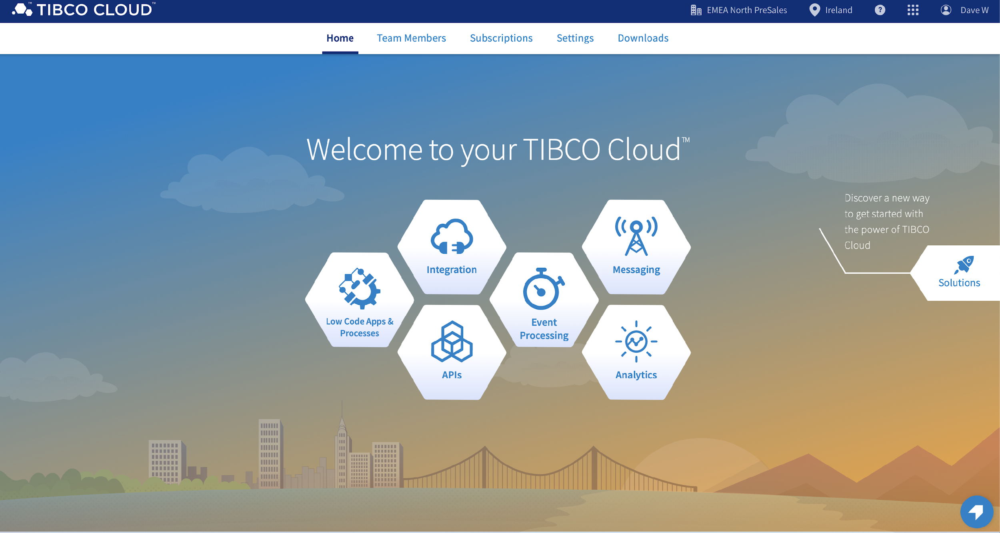 TIBCO CLOUD™
EMEA North PreSales
Ireland
?
Dave W
Home
Team Members
Subscriptions
Settings
Downloads
Welcome to your TIBCO Cloud™
Discover a new way
to get started with
the power of TIBCO
Cloud
Solutions
Integration
Messaging
Low Code Apps &
Processes
Event
Processing
APIs
Analytics